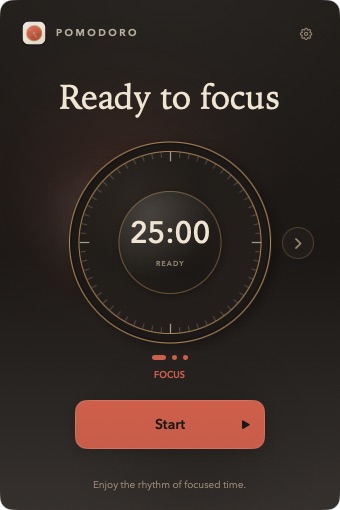 POMODORO
Ready to focus
25:00
READY
FOCUS
Start
Enjoy the rhythm of focused time.